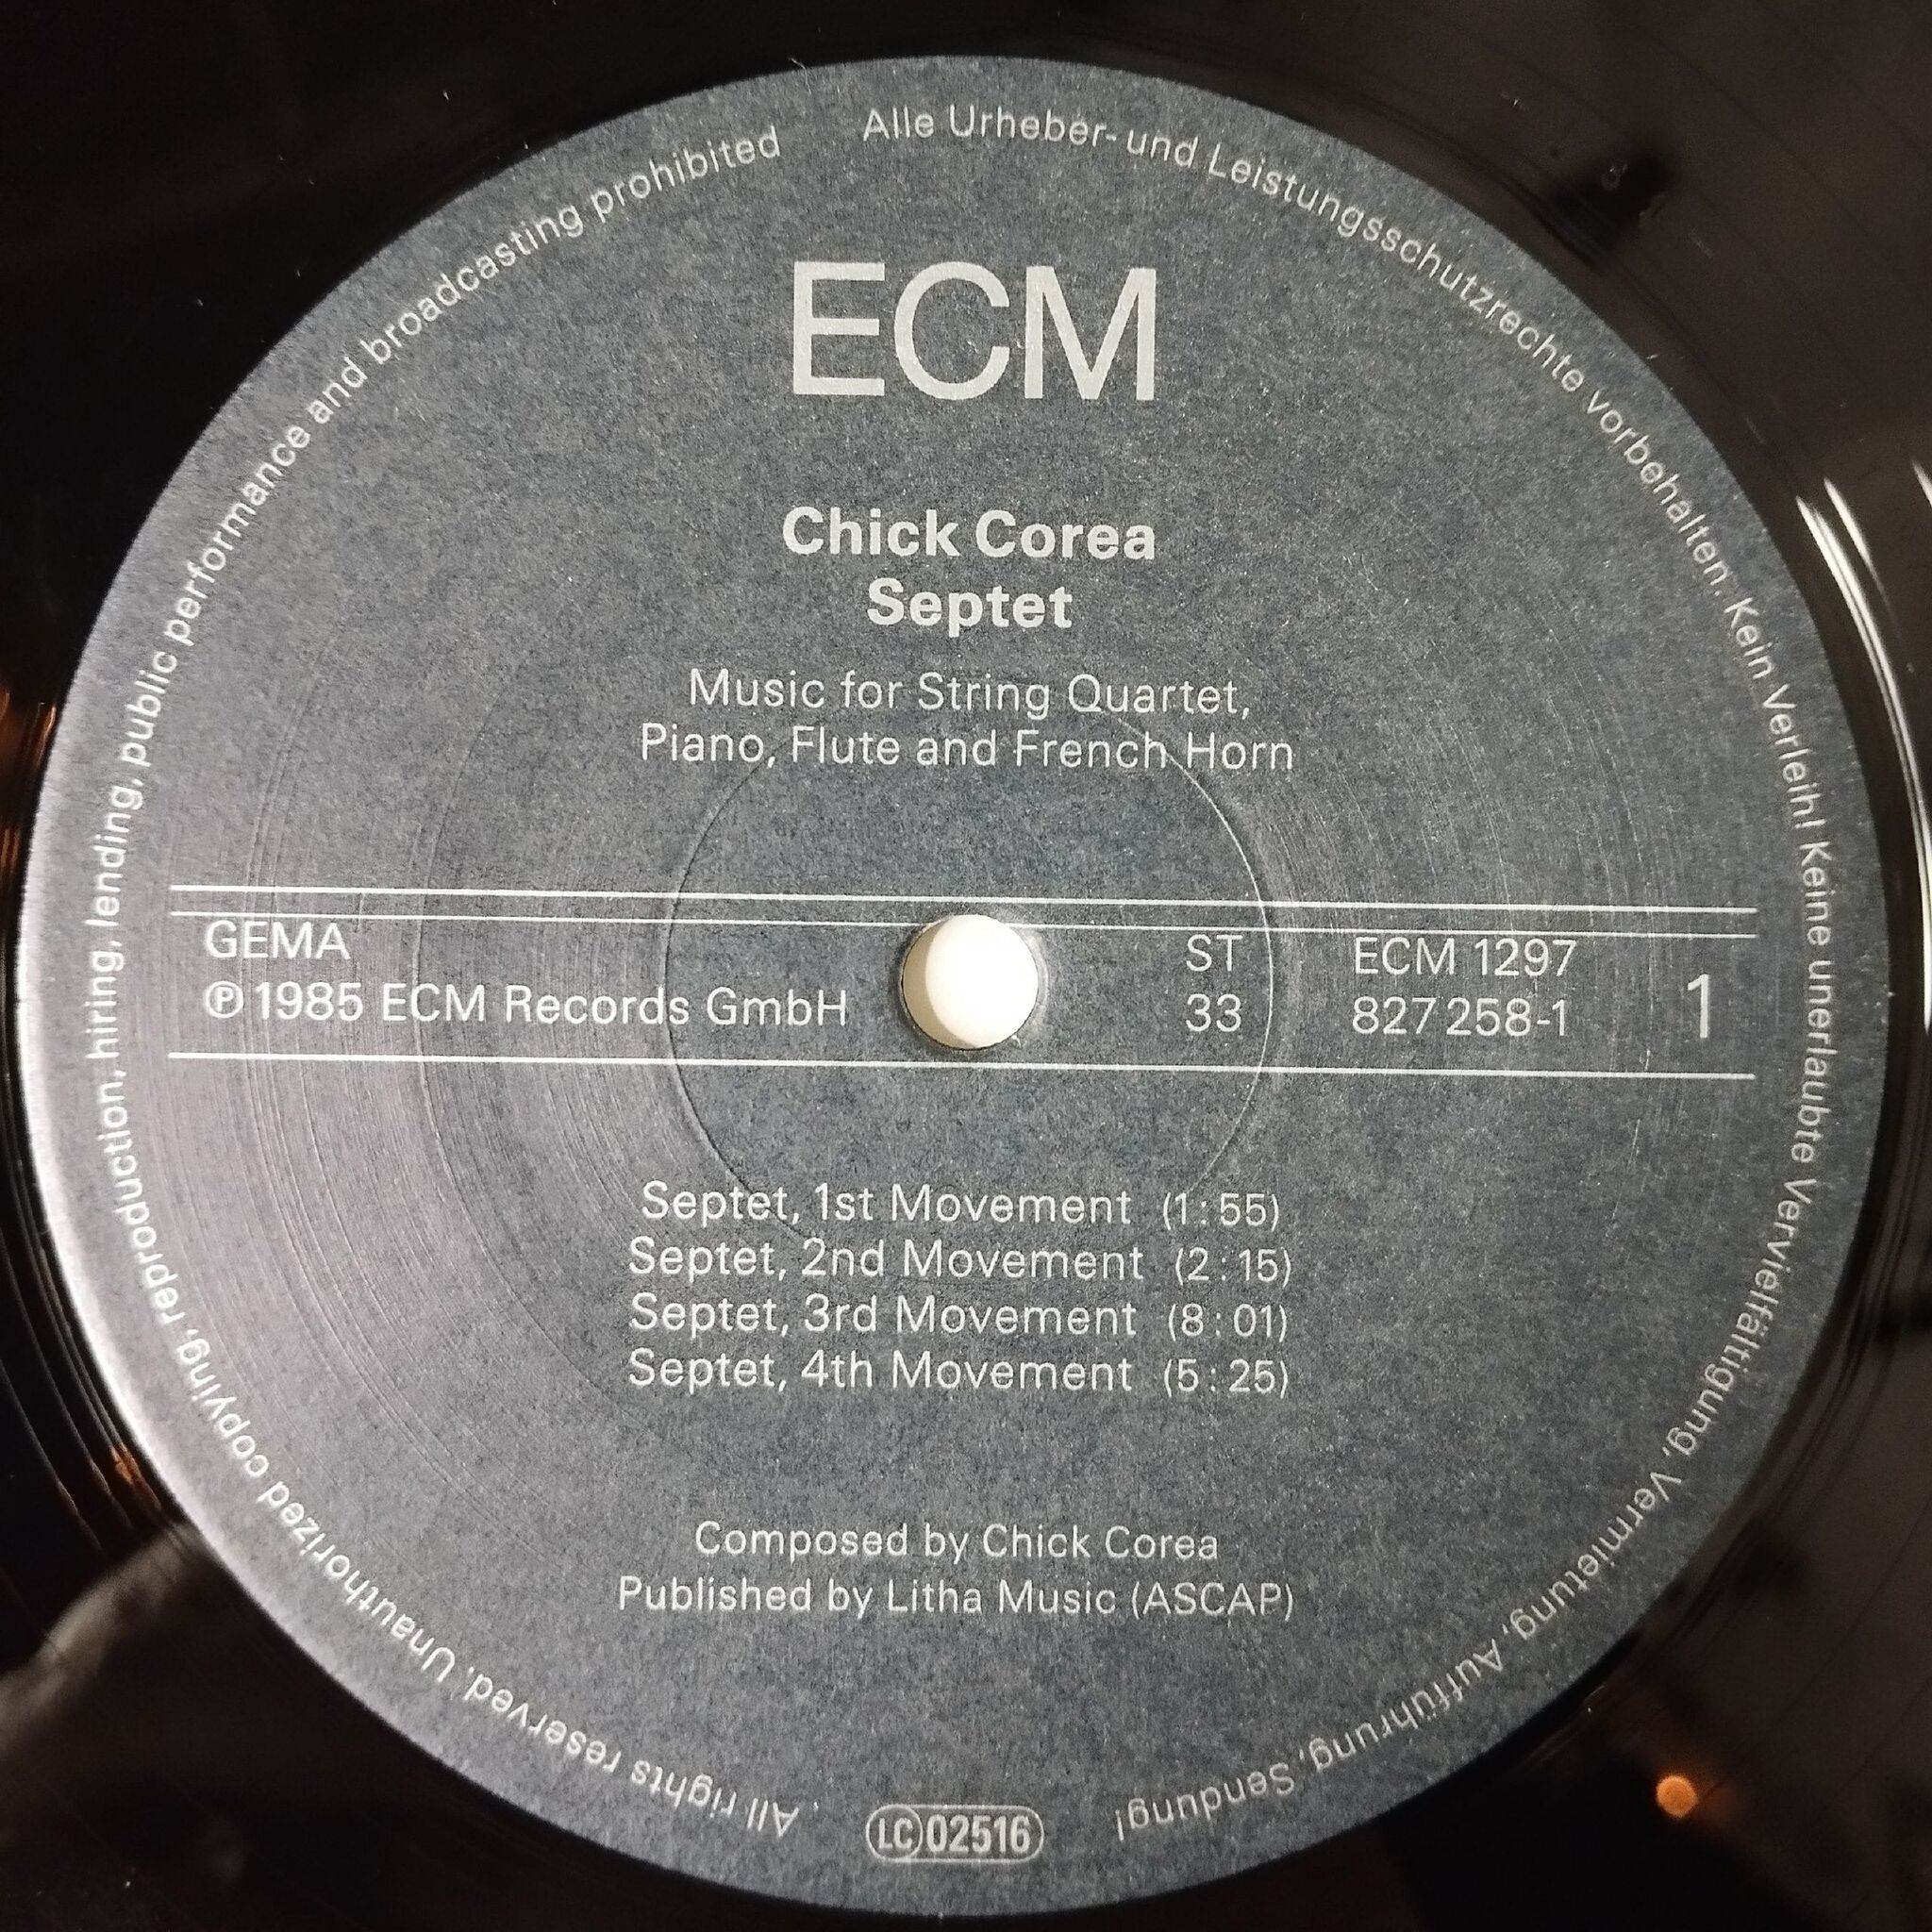 Alle Urheber- und Leistungsschutzrechte vorbehalten. Kein Verleih! Keine unerlaubte Vervielfältigung, Vermietung, Aufführung, Sendung!
ECM
Chick Corea
Septet
Music for String Quartet,
Piano, Flute and French Horn
GEMA
℗ 1985 ECM Records GmbH
ST
33
ECM 1297
827 258-1
1
Septet, 1st Movement (1:55)
Septet, 2nd Movement (2:15)
Septet, 3rd Movement (8:01)
Septet, 4th Movement (5:25)
Composed by Chick Corea
Published by Litha Music (ASCAP)
LC 02516
All rights reserved. Unauthorized copying, reproduction, hiring, lending, public performance and broadcasting prohibited